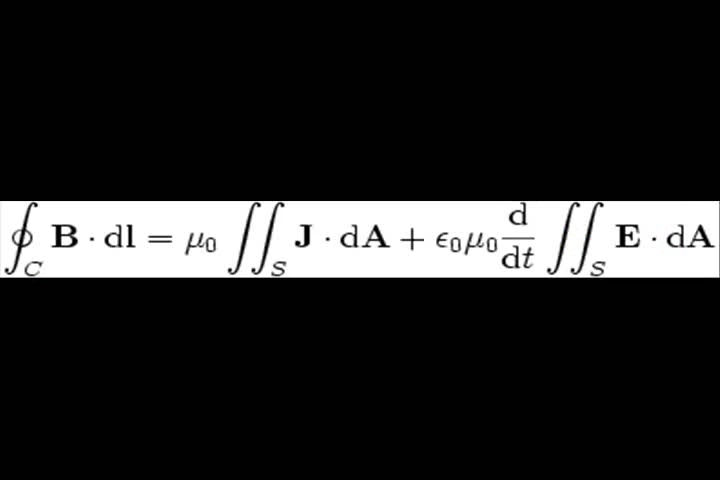 ∮_C 𝐁 · d𝐥 = μ₀ ∬_S 𝐉 · d𝐀 + ϵ₀μ₀ d/dt ∬_S 𝐄 · d𝐀